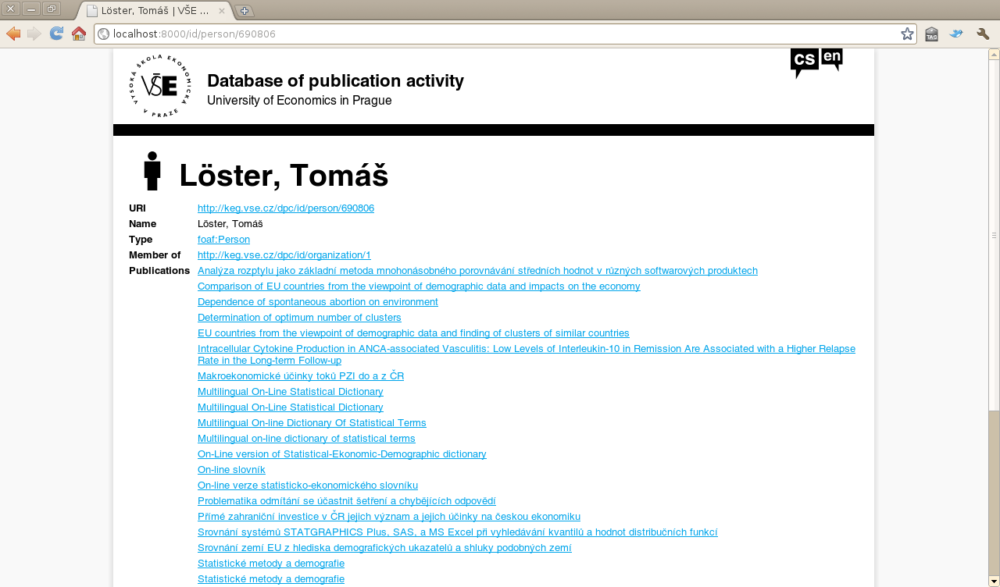 Löster, Tomáš | VŠE ...
localhost:8000/id/person/690806
TAG
VYSOKÁ ŠKOLA EKONOMICKÁ V PRAZE
VŠE
cs en
Database of publication activity
University of Economics in Prague
Löster, Tomáš
URI http://keg.vse.cz/dpc/id/person/690806
Name Löster, Tomáš
Type foaf:Person
Member of http://keg.vse.cz/dpc/id/organization/1
Publications Analýza rozptylu jako základní metoda mnohonásobného porovnávání středních hodnot v různých softwarových produktech
Comparison of EU countries from the viewpoint of demographic data and impacts on the economy
Dependence of spontaneous abortion on environment
Determination of optimum number of clusters
EU countries from the viewpoint of demographic data and finding of clusters of similar countries
Intracellular Cytokine Production in ANCA-associated Vasculitis: Low Levels of Interleukin-10 in Remission Are Associated with a Higher Relapse
Rate in the Long-term Follow-up
Makroekonomické účinky toků PZI do a z ČR
Multilingual On-Line Statistical Dictionary
Multilingual On-Line Statistical Dictionary
Multilingual On-line Dictionary Of Statistical Terms
Multilingual on-line dictionary of statistical terms
On-Line version of Statistical-Ekonomic-Demographic dictionary
On-line slovník
On-line verze statisticko-ekonomického slovníku
Problematika odmítání se účastnit šetření a chybějících odpovědí
Přímé zahraniční investice v ČR jejich význam a jejich účinky na českou ekonomiku
Srovnání systémů STATGRAPHICS Plus, SAS, a MS Excel při vyhledávání kvantilů a hodnot distribučních funkcí
Srovnání zemí EU z hlediska demografických ukazatelů a shluky podobných zemí
Statistické metody a demografie
Statistické metody a demografie